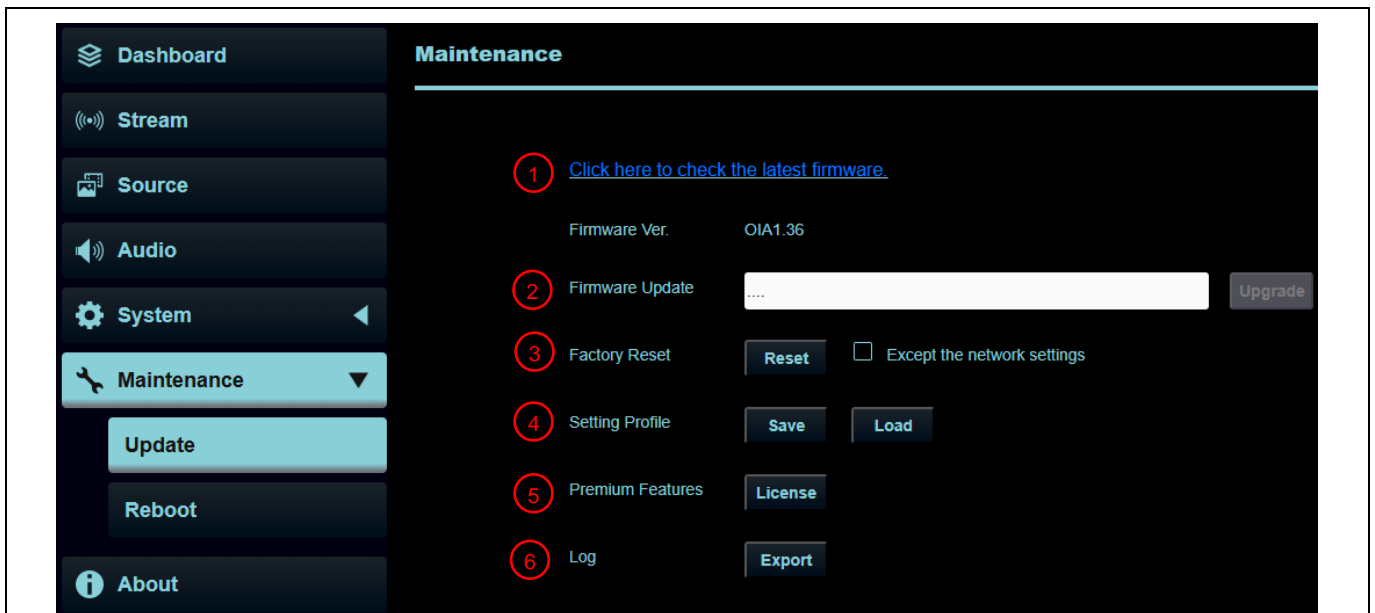 Dashboard
Stream
Source
Audio
System
Maintenance
Update
Reboot
About
Maintenance
1 Click here to check the latest firmware.
Firmware Ver. OIA1.36
2 Firmware Update .... Upgrade
3 Factory Reset Reset Except the network settings
4 Setting Profile Save Load
5 Premium Features License
6 Log Export